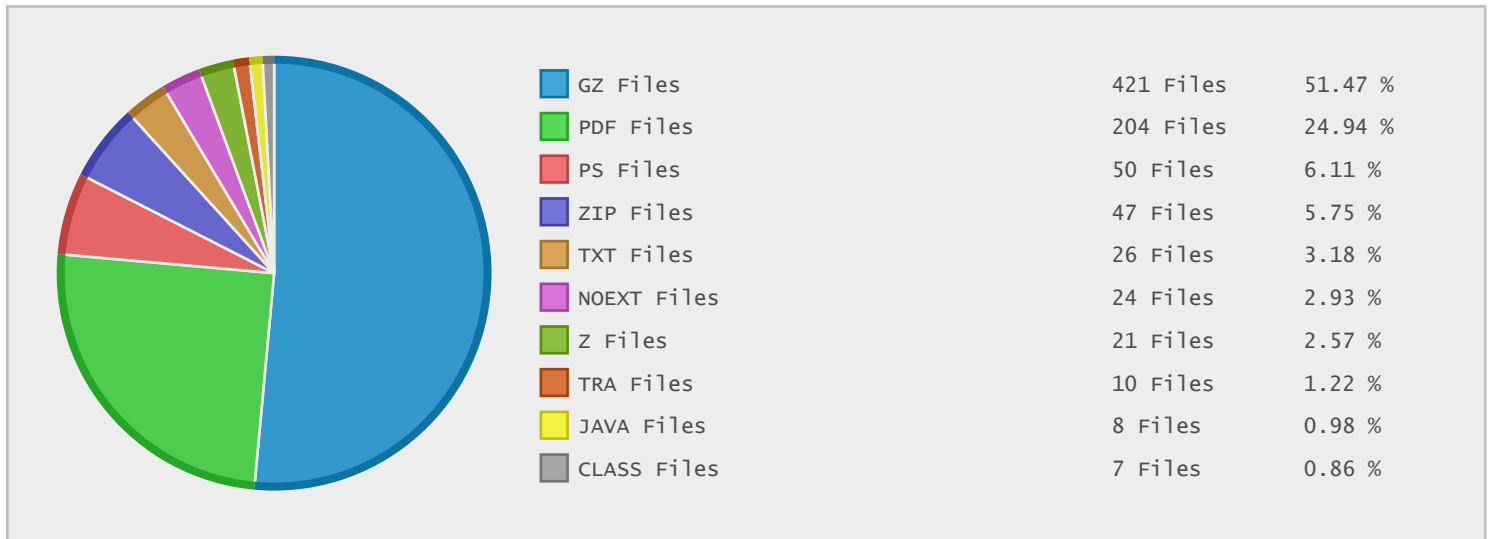 GZ Files 421 Files 51.47 %
PDF Files 204 Files 24.94 %
PS Files 50 Files 6.11 %
ZIP Files 47 Files 5.75 %
TXT Files 26 Files 3.18 %
NOEXT Files 24 Files 2.93 %
Z Files 21 Files 2.57 %
TRA Files 10 Files 1.22 %
JAVA Files 8 Files 0.98 %
CLASS Files 7 Files 0.86 %